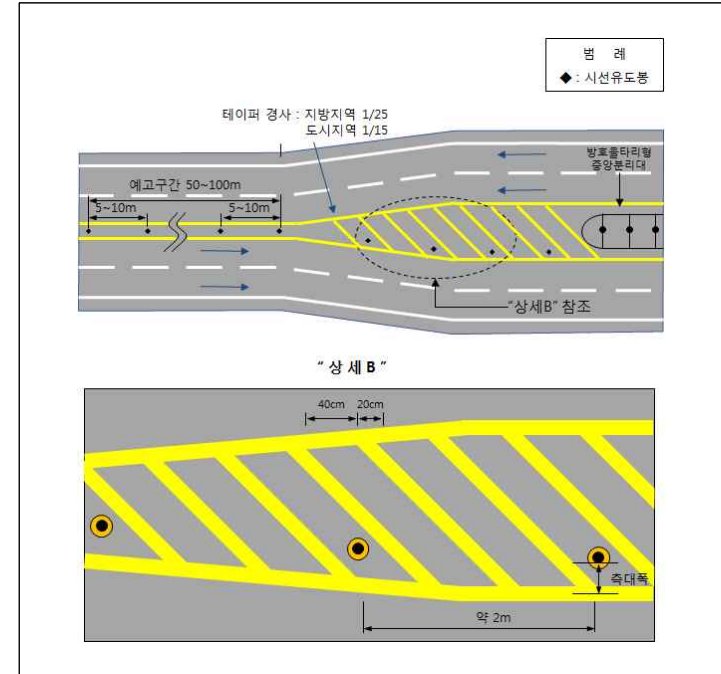 범 례
◆ : 시선유도봉
테이퍼 경사 : 지방지역 1/25
도시지역 1/15
방호울타리형
중앙분리대
예고구간 50~100m
5~10m
5~10m
"상세B" 참조
" 상 세 B "
40cm
20cm
측대폭
약 2m